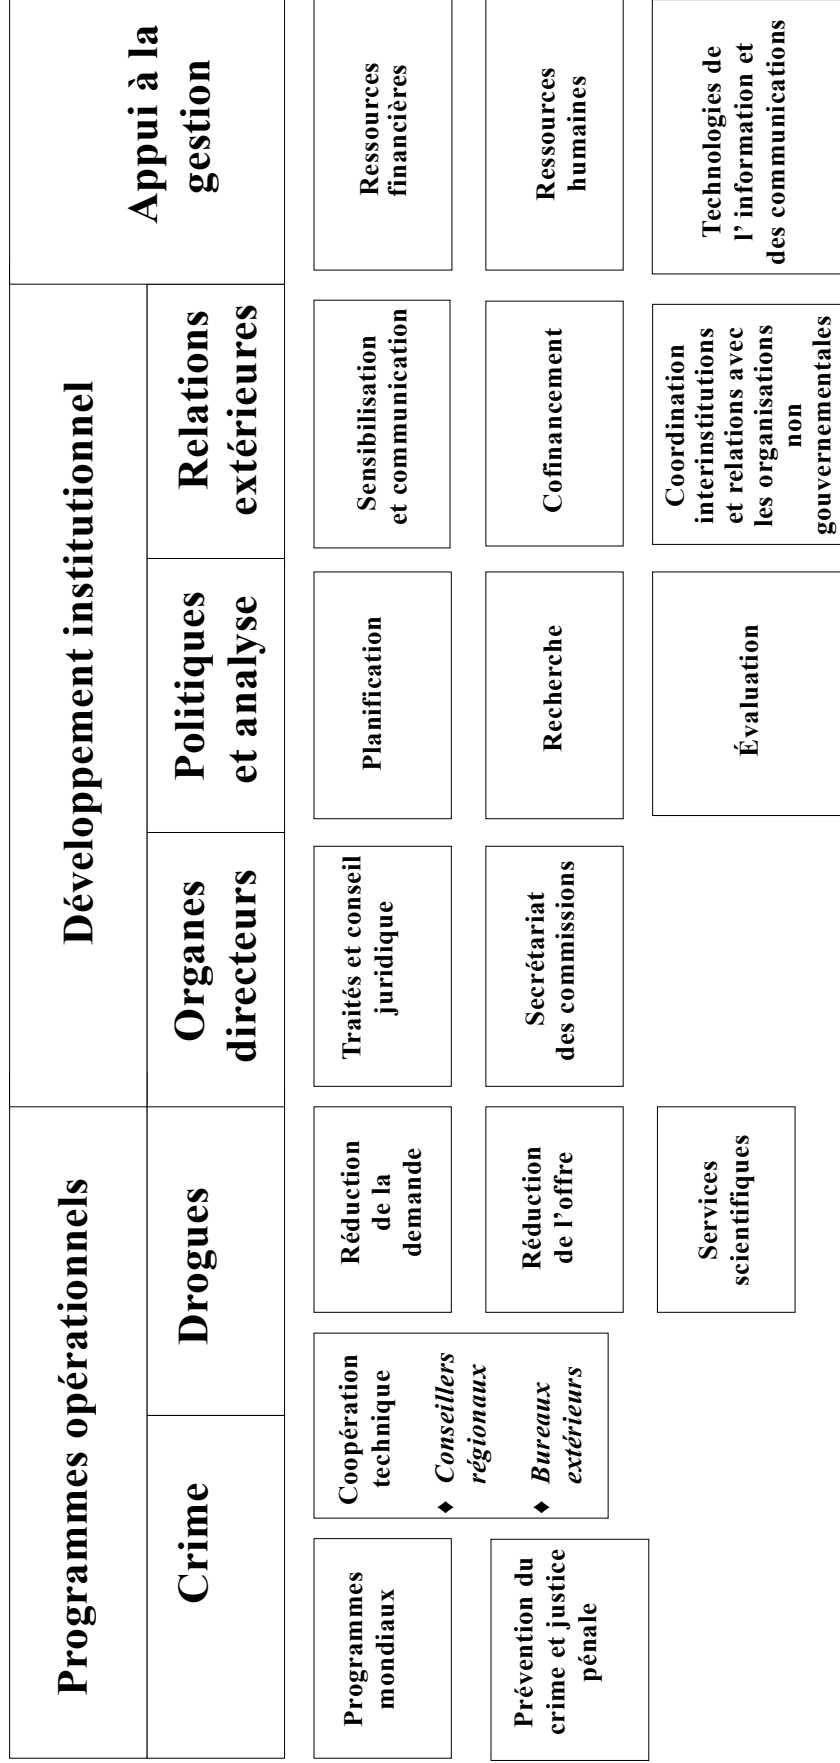 Programmes opérationnels
Développement institutionnel
Appui à la
gestion
Crime
Drogues
Organes
directeurs
Politiques
et analyse
Relations
extérieures
Programmes
mondiaux
Coopération
technique
♦ Conseillers
régionaux
♦ Bureaux
extérieurs
Réduction
de la
demande
Traités et conseil
juridique
Planification
Sensibilisation
et communication
Ressources
financières
Prévention du
crime et justice
pénale
Réduction
de l'offre
Secrétariat
des commissions
Recherche
Cofinancement
Ressources
humaines
Services
scientifiques
Évaluation
Coordination
interinstitutions
et relations avec
les organisations
non
gouvernementales
Technologies de
l' information et
des communications